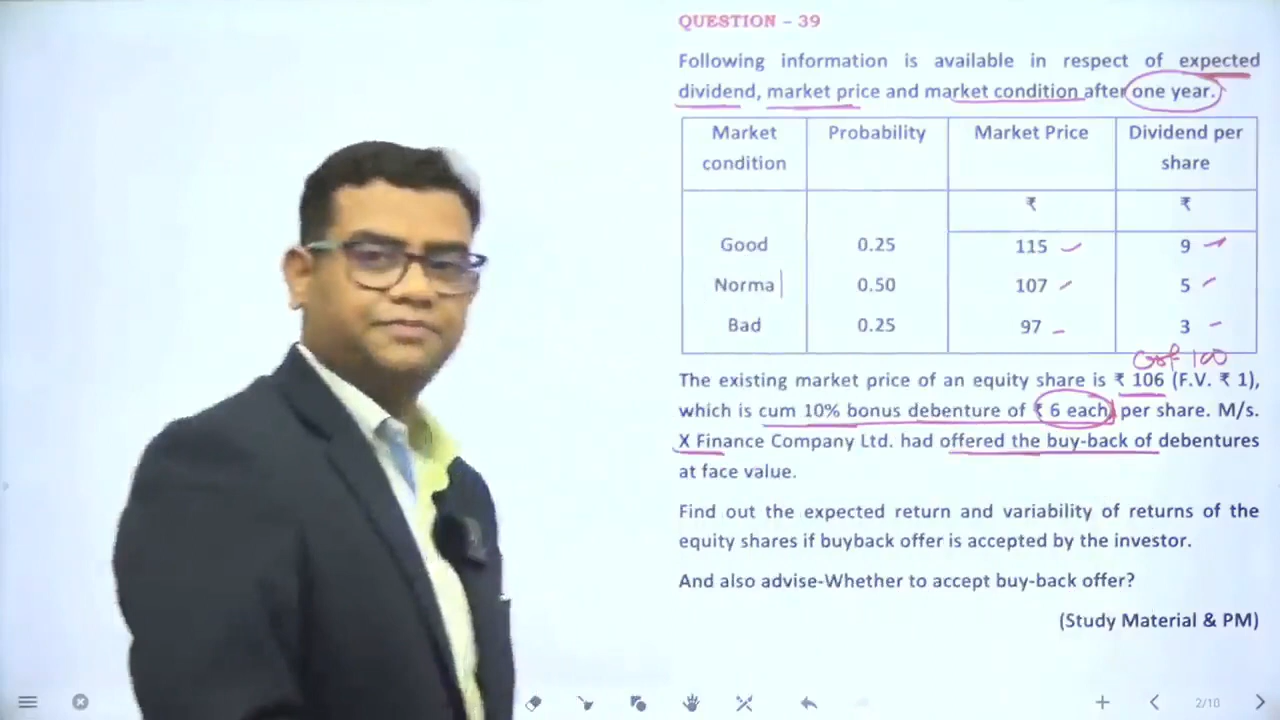 QUESTION – 39
Following information is available in respect of expected
dividend, market price and market condition after one year.
Market condition Probability Market Price Dividend per share
₹ ₹
Good 0.25 115 9
Norma| 0.50 107 5
Bad 0.25 97 3
Cost 100
The existing market price of an equity share is ₹ 106 (F.V. ₹ 1),
which is cum 10% bonus debenture of ₹ 6 each, per share. M/s.
X Finance Company Ltd. had offered the buy-back of debentures
at face value.
Find out the expected return and variability of returns of the
equity shares if buyback offer is accepted by the investor.
And also advise-Whether to accept buy-back offer?
(Study Material & PM)
2/10